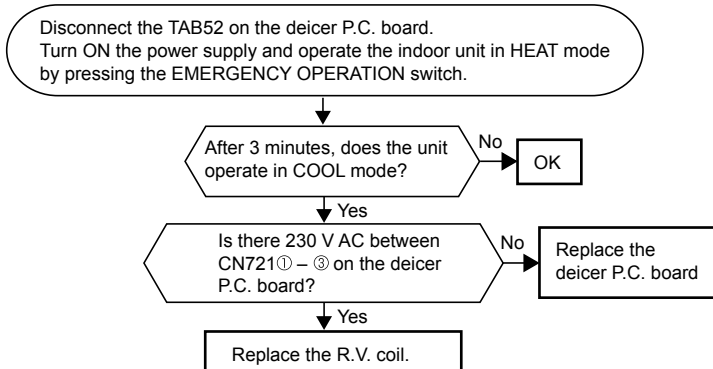 Disconnect the TAB52 on the deicer P.C. board.
Turn ON the power supply and operate the indoor unit in HEAT mode
by pressing the EMERGENCY OPERATION switch.
After 3 minutes, does the unit
operate in COOL mode?
No
OK
Yes
Is there 230 V AC between
CN721① – ③ on the deicer
P.C. board?
No
Replace the
deicer P.C. board
Yes
Replace the R.V. coil.